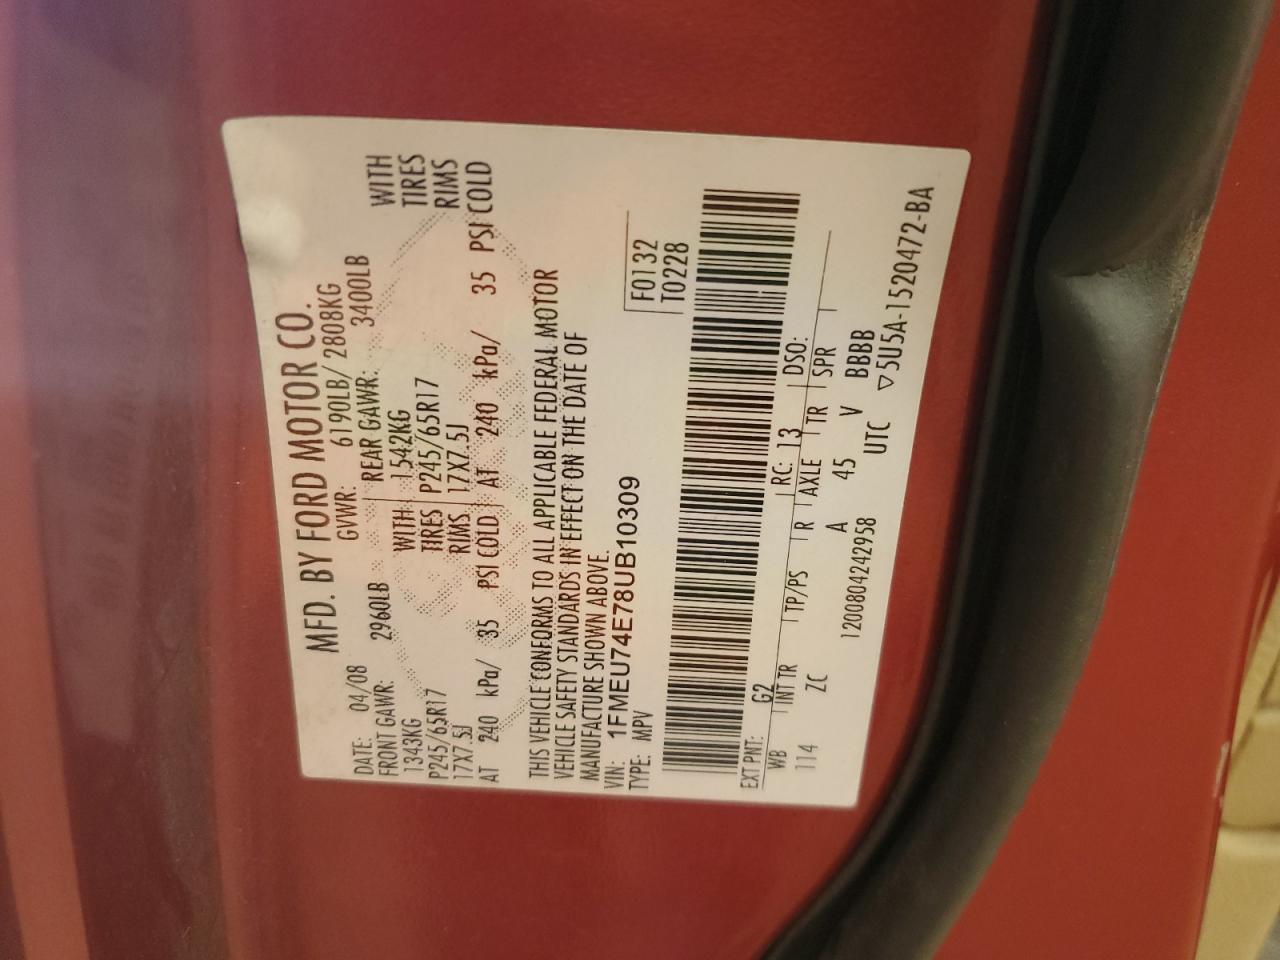 MFD. BY FORD MOTOR CO.
DATE: 04/08 GVWR: 6190LB/ 2808KG
FRONT GAWR: 2960LB REAR GAWR: 3400LB
1343KG WITH 1542KG WITH
P245/65R17 TIRES P245/65R17 TIRES
17X7.5J RIMS 17X7.5J RIMS
AT 240 kPa/ 35 PSI COLD AT 240 kPa/ 35 PSI COLD
THIS VEHICLE CONFORMS TO ALL APPLICABLE FEDERAL MOTOR
VEHICLE SAFETY STANDARDS IN EFFECT ON THE DATE OF
MANUFACTURE SHOWN ABOVE.
VIN: 1FMEU74E78UB10309 F0132
TYPE: MPV T0228
EXT PNT: G2 RC: 13 DSO:
WB INT TR TP/PS R AXLE TR SPR
114 ZC A 45 V BBBB
1200804242958 UTC ▽5U5A-1520472-BA